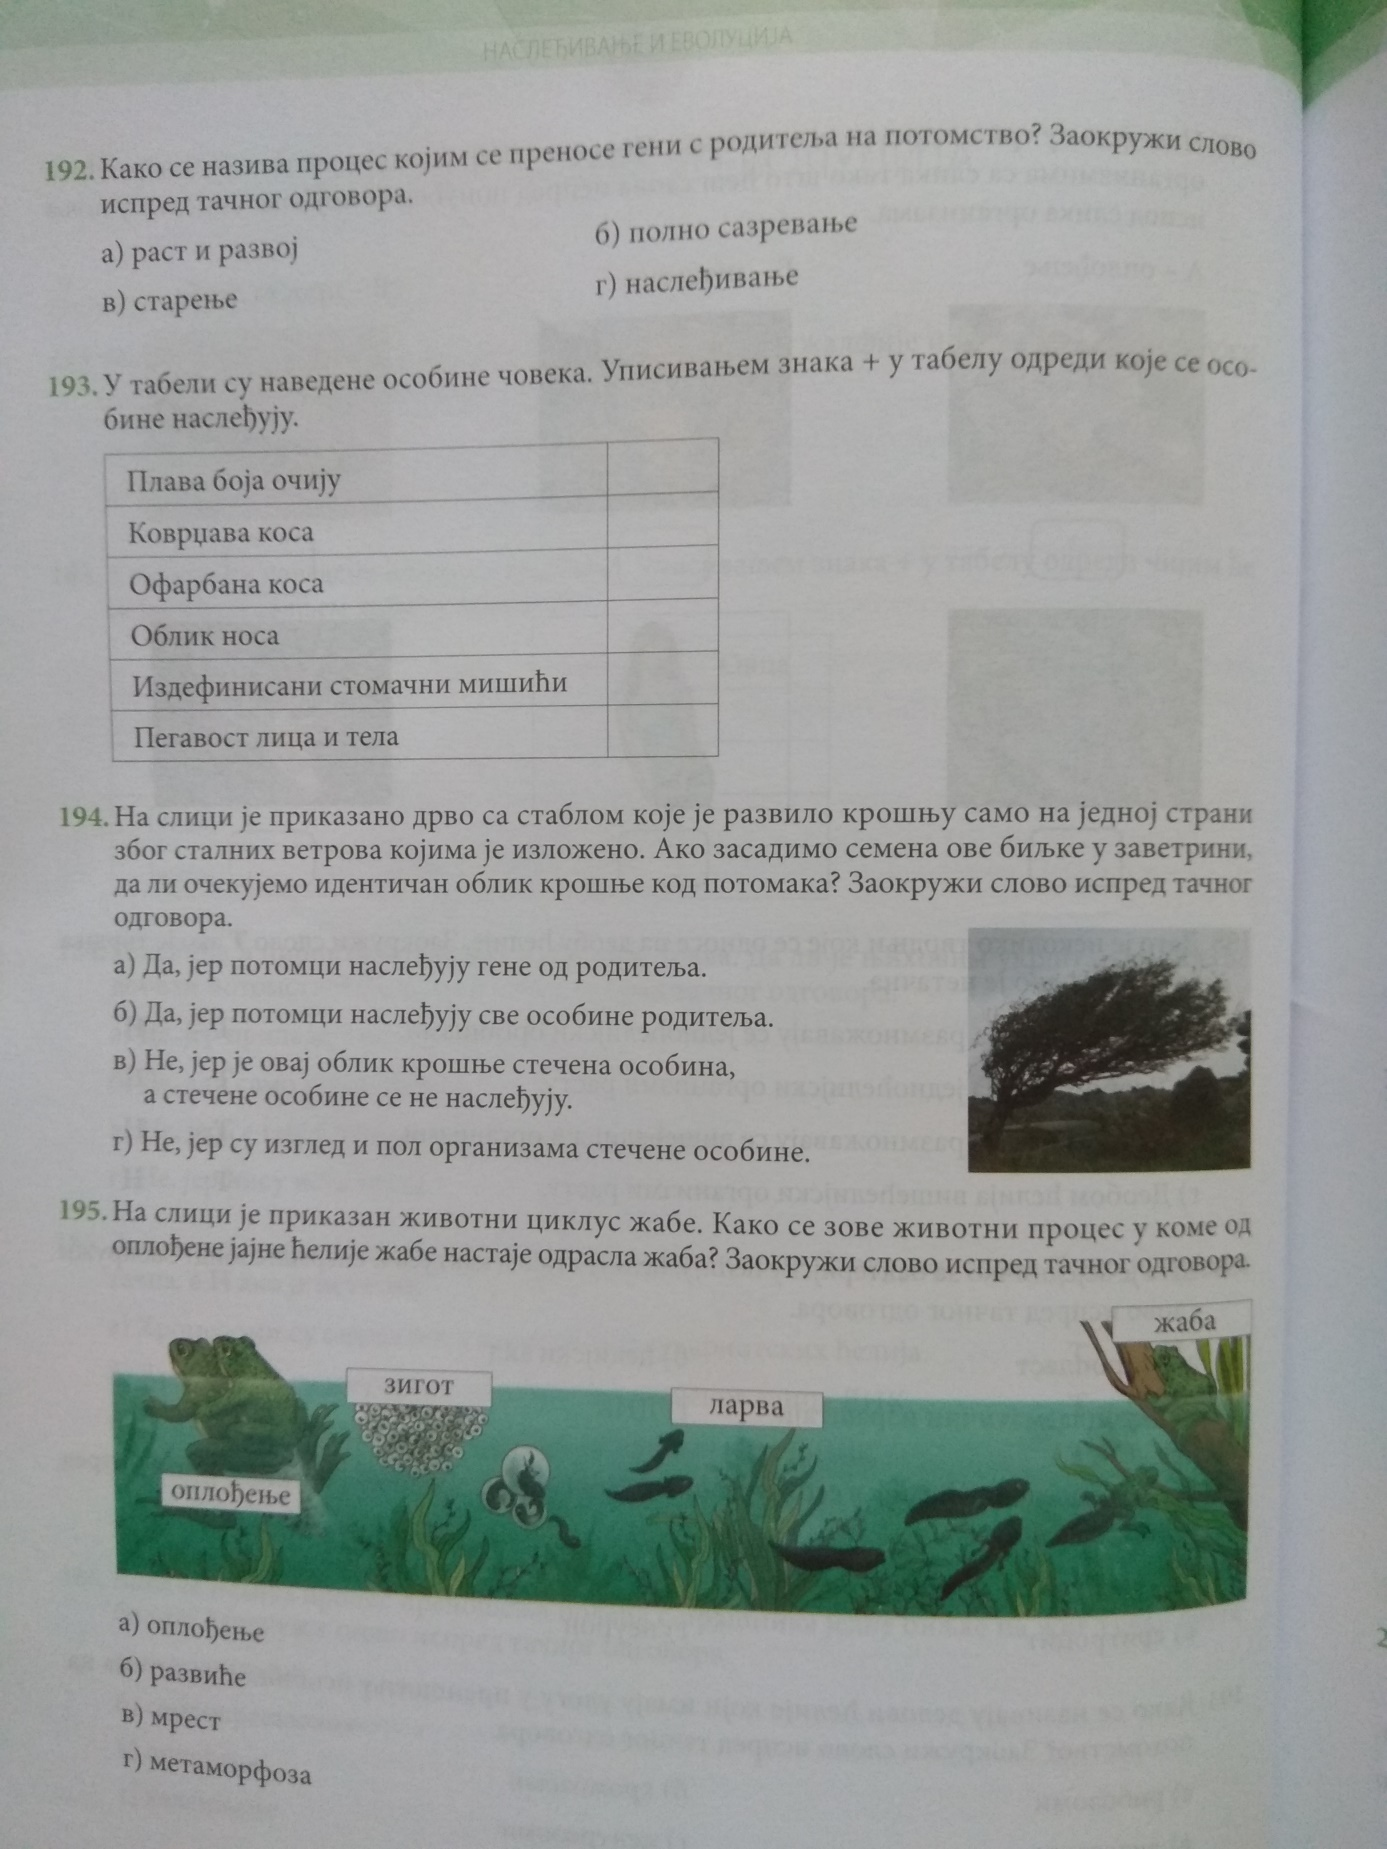 НАСЛЕЂИВАЊЕ И ЕВОЛУЦИЈА
192. Како се назива процес којим се преносе гени с родитеља на потомство? Заокружи слово
испред тачног одговора.
а) раст и развој
б) полно сазревање
в) старење
г) наслеђивање
193. У табели су наведене особине човека. Уписивањем знака + у табелу одреди које се осо-
бине наслеђују.
Плава боја очију
Коврџава коса
Офарбана коса
Облик носа
Издефинисани стомачни мишићи
Пегавост лица и тела
194. На слици је приказано дрво са стаблом које је развило крошњу само на једној страни
због сталних ветрова којима је изложено. Ако засадимо семена ове биљке у заветрини,
да ли очекујемо идентичан облик крошње код потомака? Заокружи слово испред тачног
одговора.
а) Да, јер потомци наслеђују гене од родитеља.
б) Да, јер потомци наслеђују све особине родитеља.
в) Не, јер је овај облик крошње стечена особина,
а стечене особине се не наслеђују.
г) Не, јер су изглед и пол организама стечене особине.
195. На слици је приказан животни циклус жабе. Како се зове животни процес у коме од
оплођене јајне ћелије жабе настаје одрасла жаба? Заокружи слово испред тачног одговора.
жаба
зигот
ларва
оплођење
а) оплођење
б) развиће
в) мрест
г) метаморфоза
2